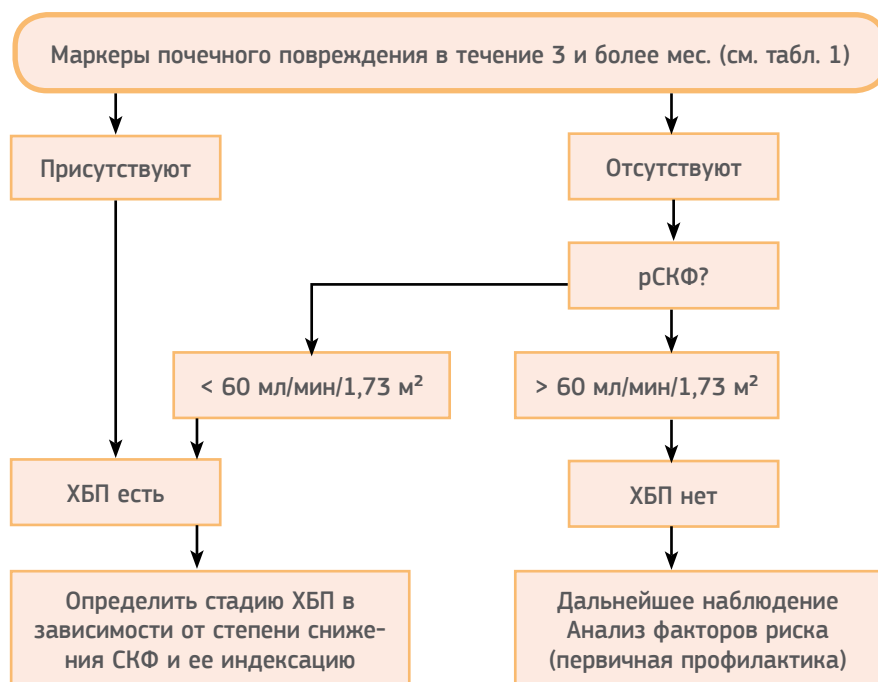 Маркеры почечного повреждения в течение 3 и более мес. (см. табл. 1)
Присутствуют
Отсутствуют
рСКФ?
< 60 мл/мин/1,73 м²
> 60 мл/мин/1,73 м²
ХБП есть
ХБП нет
Определить стадию ХБП в
зависимости от степени сниже-
ния СКФ и ее индексацию
Дальнейшее наблюдение
Анализ факторов риска
(первичная профилактика)